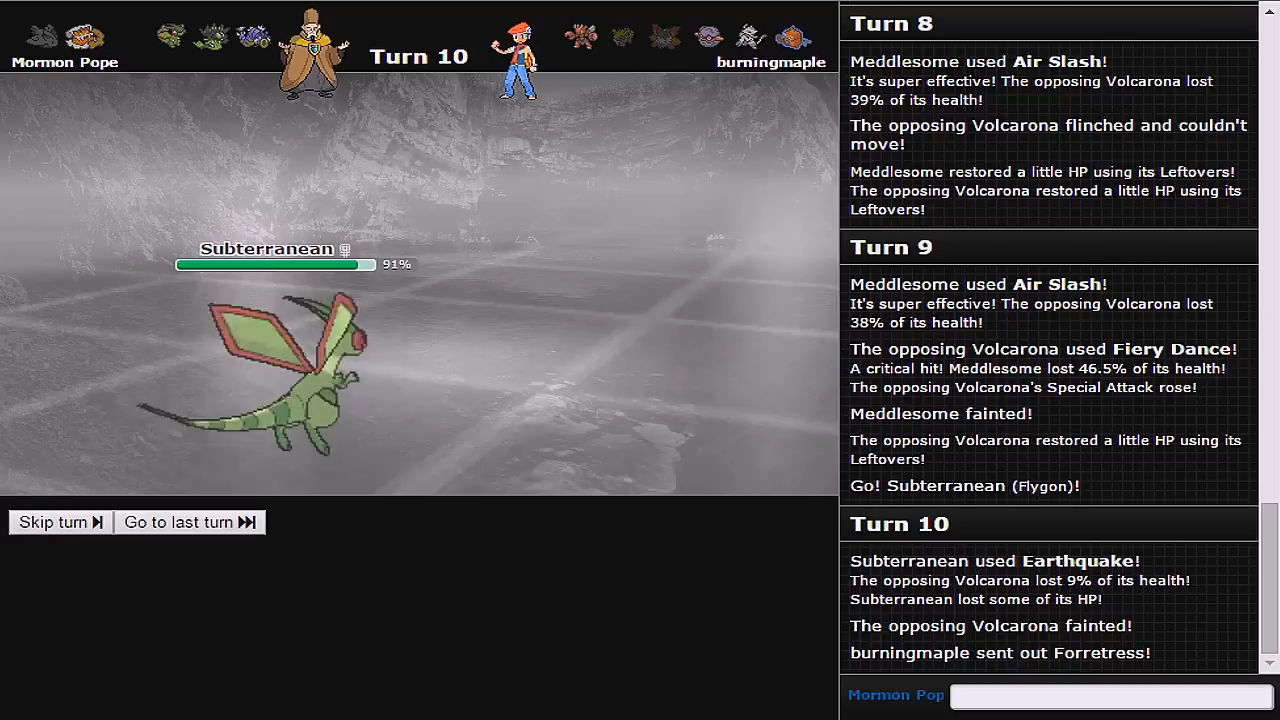 Mormon Pope
Turn 10
burningmaple
Subterranean
91%
Skip turn
Go to last turn
Turn 8
Meddlesome used Air Slash!
It's super effective! The opposing Volcarona lost
39% of its health!
The opposing Volcarona flinched and couldn't
move!
Meddlesome restored a little HP using its Leftovers!
The opposing Volcarona restored a little HP using its
Leftovers!
Turn 9
Meddlesome used Air Slash!
It's super effective! The opposing Volcarona lost
38% of its health!
The opposing Volcarona used Fiery Dance!
A critical hit! Meddlesome lost 46.5% of its health!
The opposing Volcarona's Special Attack rose!
Meddlesome fainted!
The opposing Volcarona restored a little HP using its
Leftovers!
Go! Subterranean (Flygon)!
Turn 10
Subterranean used Earthquake!
The opposing Volcarona lost 9% of its health!
Subterranean lost some of its HP!
The opposing Volcarona fainted!
burningmaple sent out Forretress!
Mormon Pop